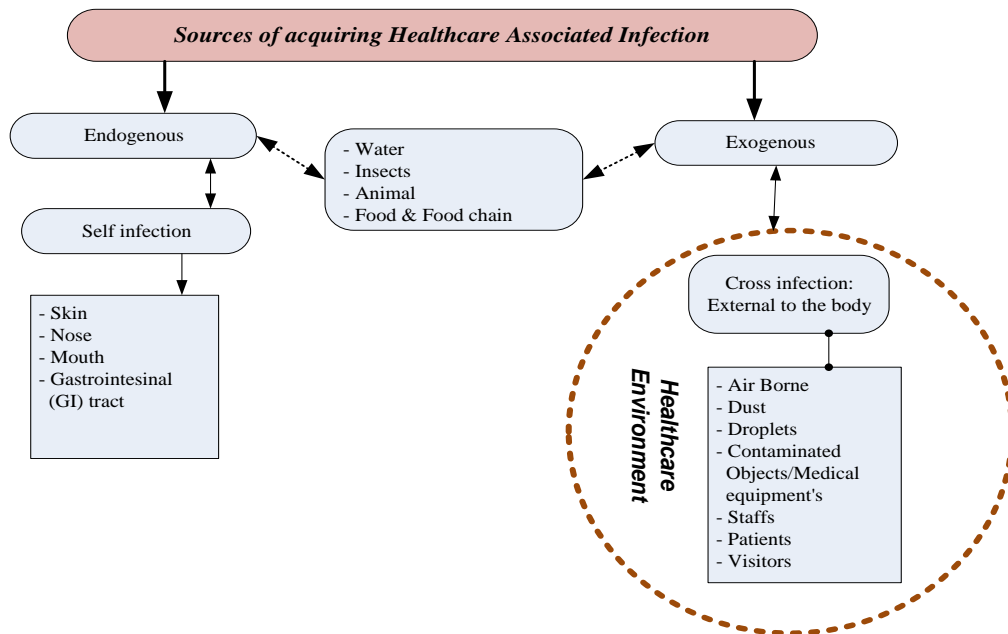 Sources of acquiring Healthcare Associated Infection
Endogenous
- Water
- Insects
- Animal
- Food & Food chain
Exogenous
Self infection
- Skin
- Nose
- Mouth
- Gastrointesinal
(GI) tract
Cross infection:
External to the body
Healthcare
Environment
- Air Borne
- Dust
- Droplets
- Contaminated
Objects/Medical
equipment's
- Staffs
- Patients
- Visitors